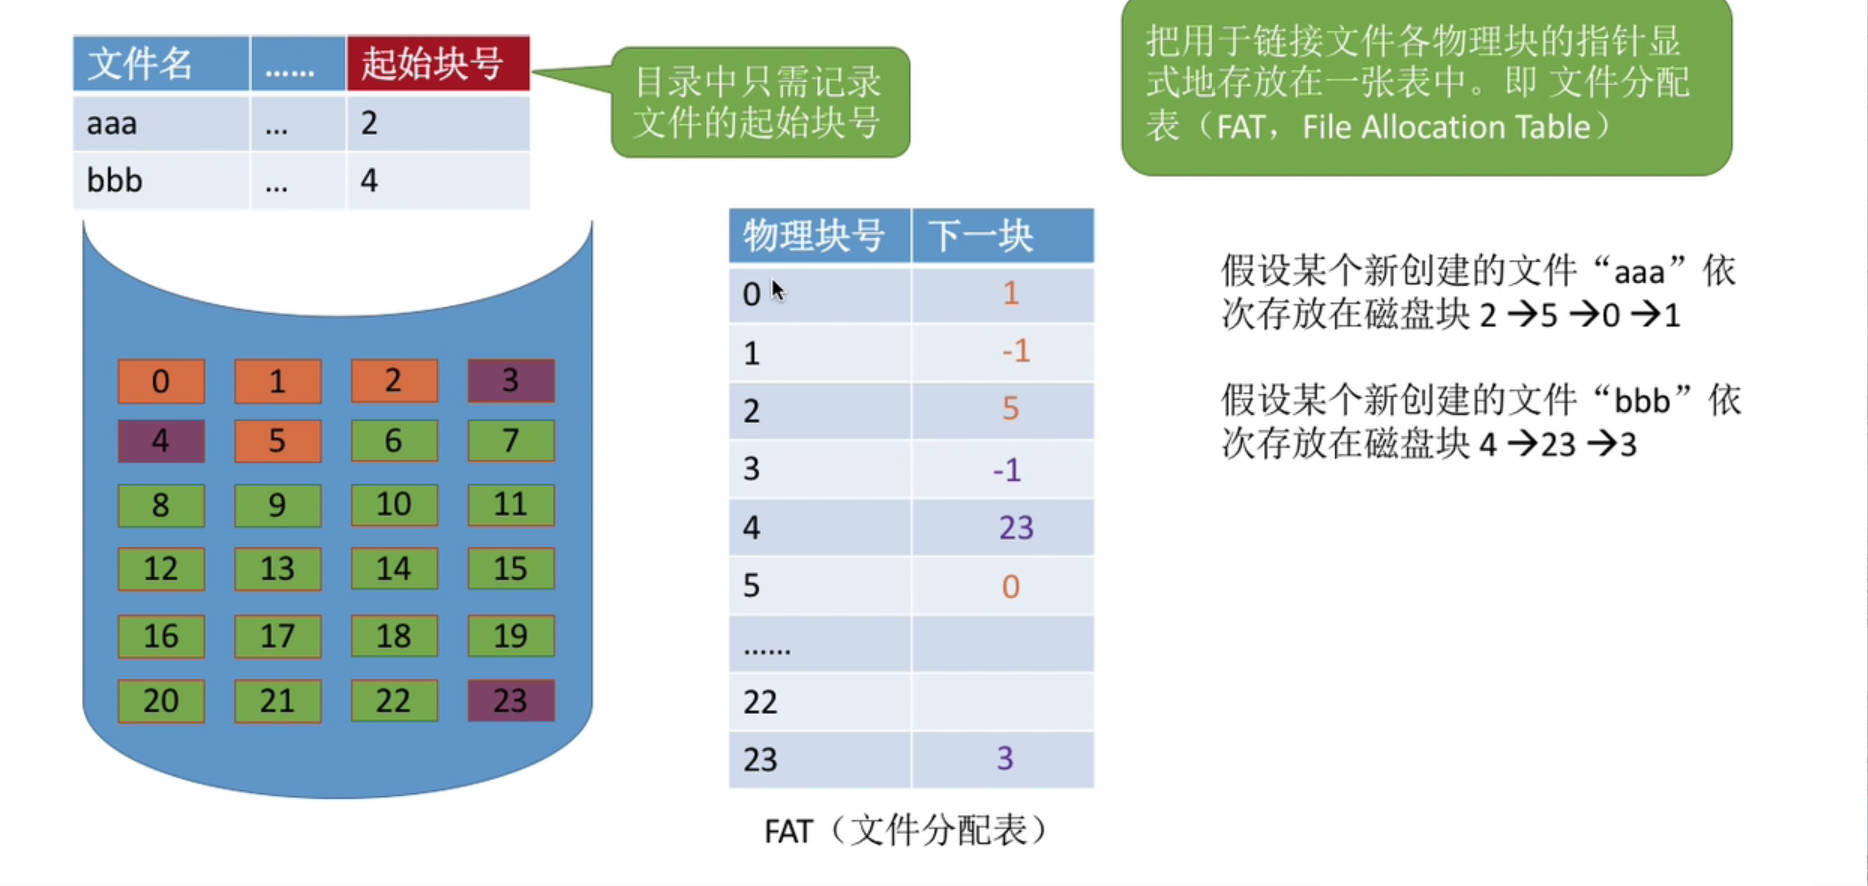 文件名 …… 起始块号
aaa … 2
bbb … 4
目录中只需记录
文件的起始块号
把用于链接文件各物理块的指针显
式地存放在一张表中。即 文件分配
表（FAT，File Allocation Table）
0 1 2 3
4 5 6 7
8 9 10 11
12 13 14 15
16 17 18 19
20 21 22 23
物理块号 下一块
0 1
1 -1
2 5
3 -1
4 23
5 0
……
22
23 3
FAT（文件分配表）
假设某个新创建的文件“aaa”依
次存放在磁盘块 2 →5 →0 →1
假设某个新创建的文件“bbb”依
次存放在磁盘块 4 →23 →3